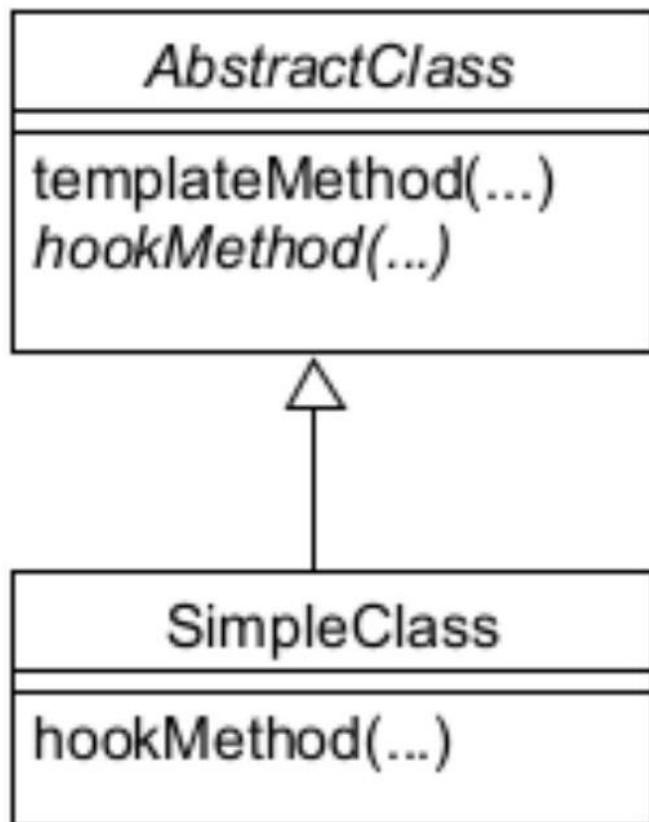 AbstractClass
templateMethod(...)
hookMethod(...)
SimpleClass
hookMethod(...)